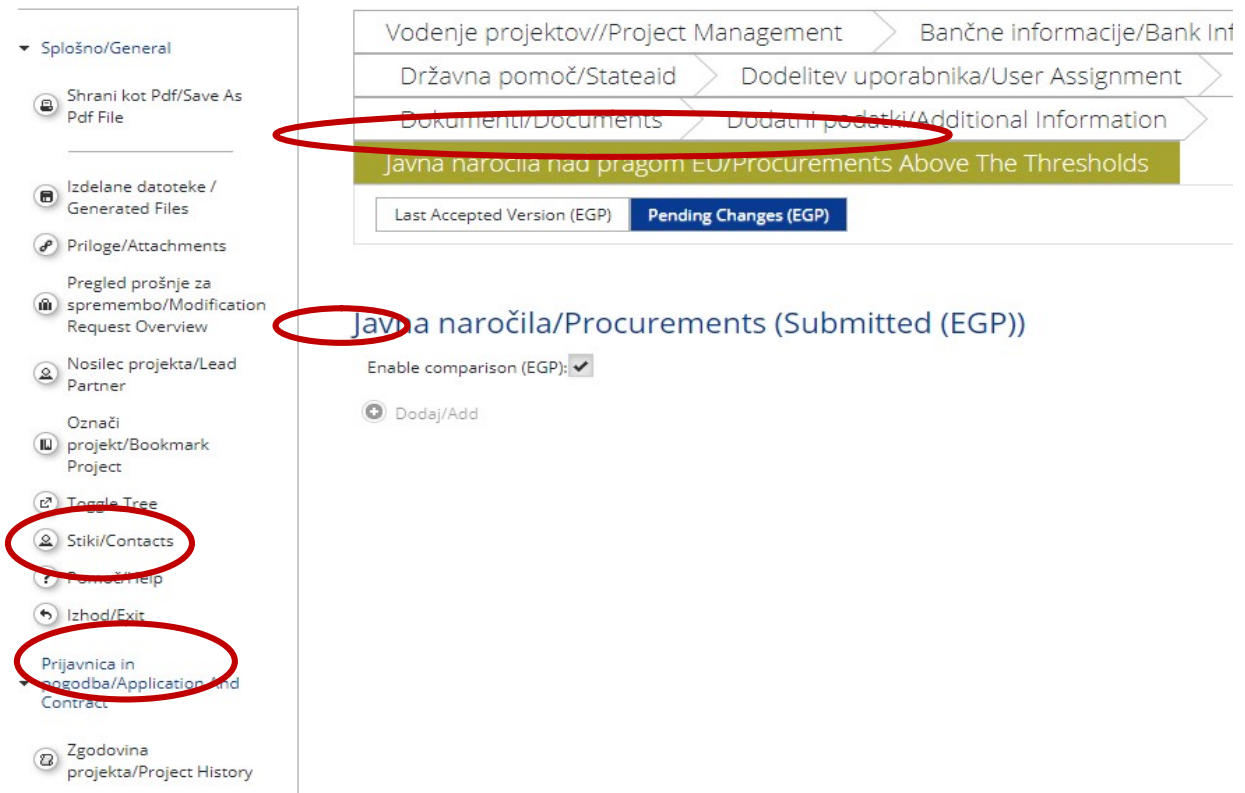 Splošno/General
Shrani kot Pdf/Save As
Pdf File
Izdelane datoteke /
Generated Files
Priloge/Attachments
Pregled prošnje za
spremembo/Modification
Request Overview
Nosilec projekta/Lead
Partner
Označi
projekt/Bookmark
Project
Toggle Tree
Stiki/Contacts
Pomoč/Help
Izhod/Exit
Prijavnica in
pogodba/Application And
Contract
Zgodovina
projekta/Project History
Vodenje projektov//Project Management Bančne informacije/Bank
Državna pomoč/Stateaid Dodelitev uporabnika/User Assignment
Dokumenti/Documents Dodatni podatki/Additional Information
Javna naročila nad pragom EU/Procurements Above The Thresholds
Last Accepted Version (EGP) Pending Changes (EGP)
Javna naročila/Procurements (Submitted (EGP))
Enable comparison (EGP):
Dodaj/Add